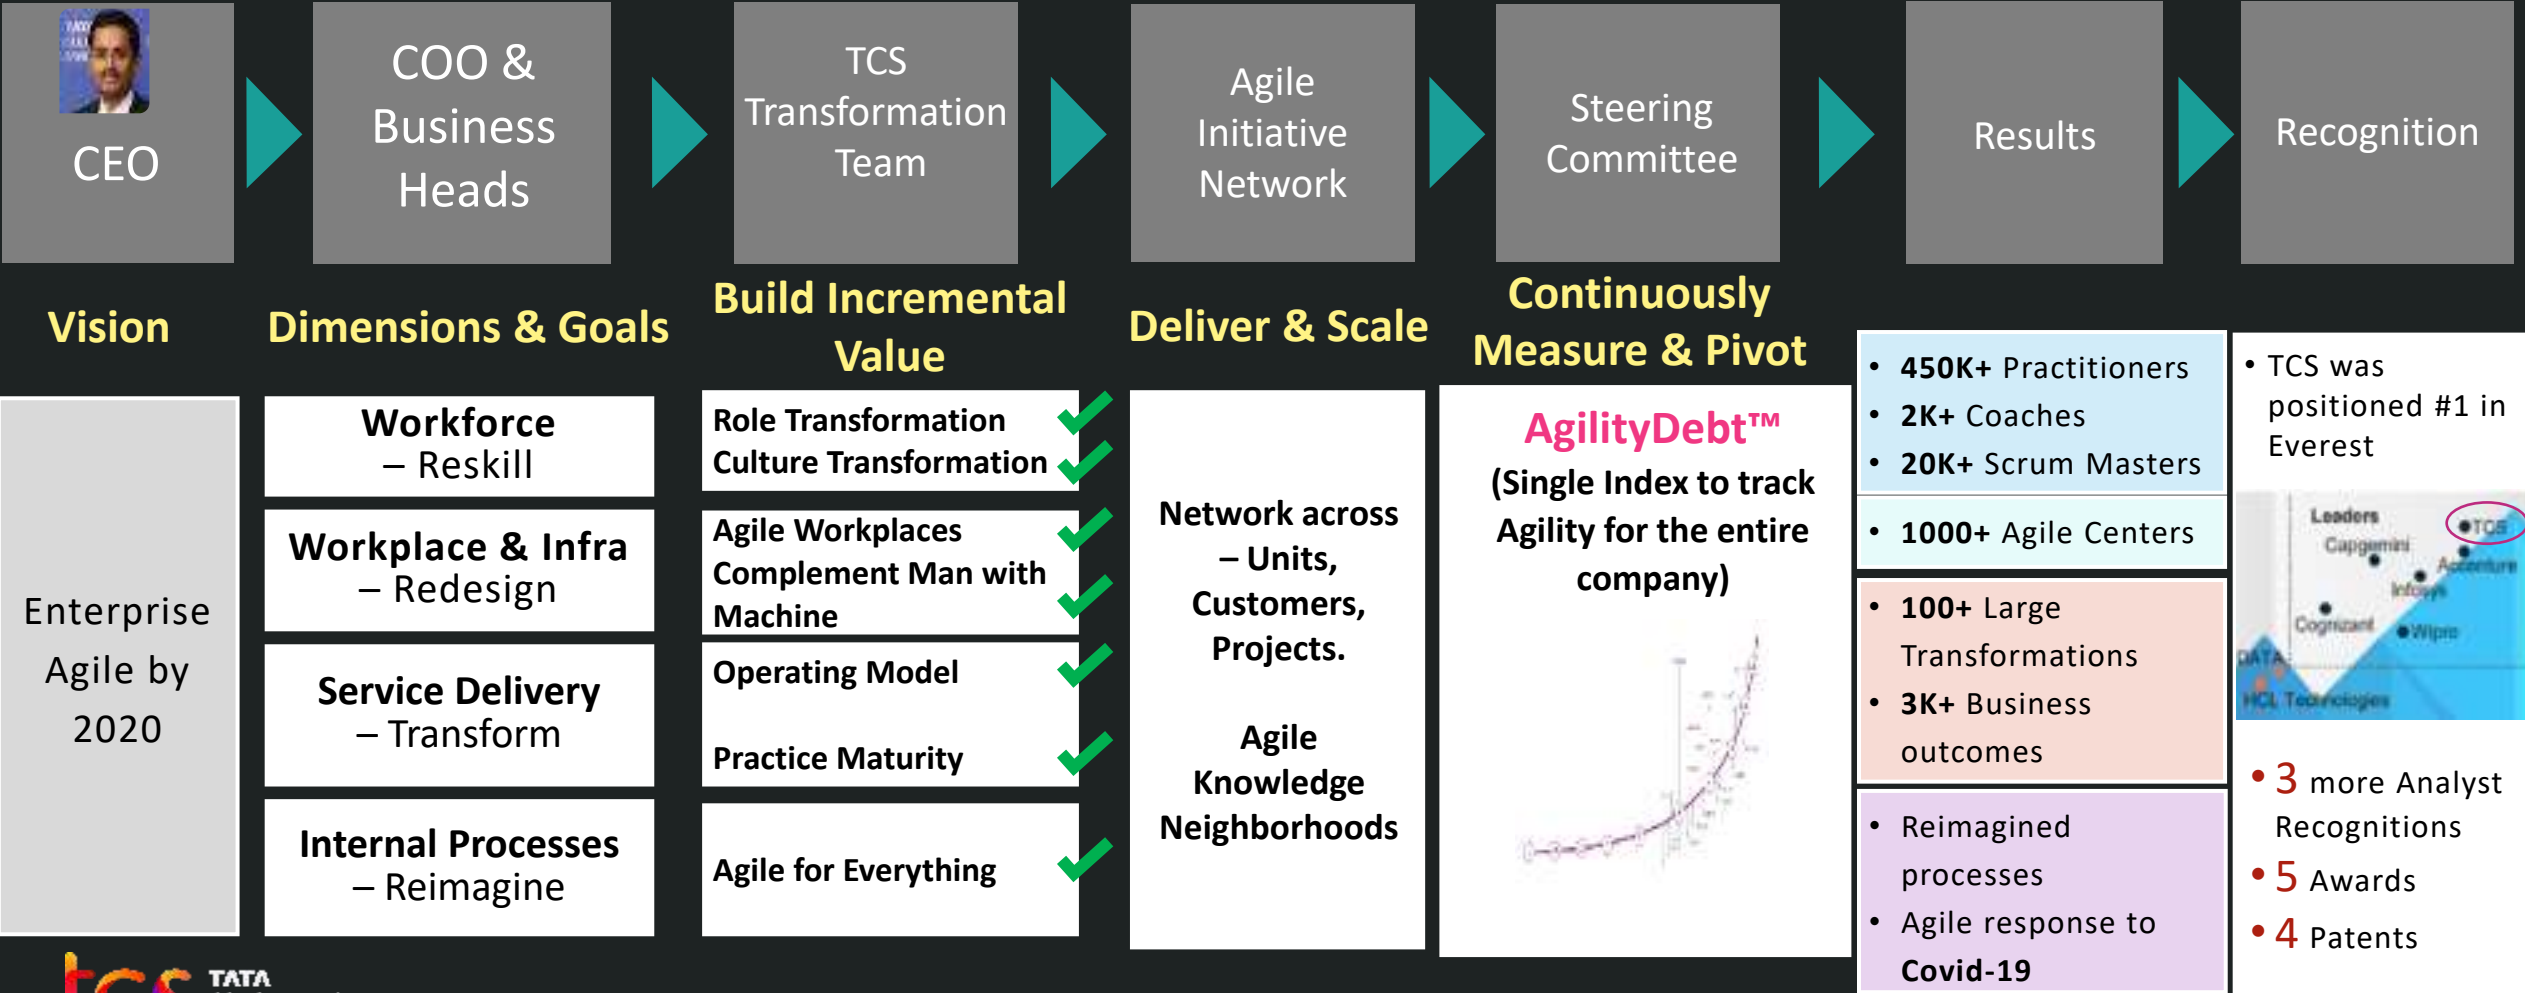 CEO
COO &
Business
Heads
TCS
Transformation
Team
Agile
Initiative
Network
Steering
Committee
Results
Recognition
Vision
Dimensions & Goals
Build Incremental
Value
Deliver & Scale
Continuously
Measure & Pivot
Enterprise
Agile by
2020
Workforce
– Reskill
Workplace & Infra
– Redesign
Service Delivery
– Transform
Internal Processes
– Reimagine
Role Transformation
Culture Transformation
Agile Workplaces
Complement Man with
Machine
Operating Model
Practice Maturity
Agile for Everything
Network across
– Units,
Customers,
Projects.
Agile
Knowledge
Neighborhoods
AgilityDebt™
(Single Index to track
Agility for the entire
company)
• 450K+ Practitioners
• 2K+ Coaches
• 20K+ Scrum Masters
• 1000+ Agile Centers
• 100+ Large
Transformations
• 3K+ Business
outcomes
• Reimagined
processes
• Agile response to
Covid-19
• TCS was
positioned #1 in
Everest
Leaders
TCS
Capgemini
Accenture
Infosys
Cognizant
Wipro
DATA
HCL Technologies
• 3 more Analyst
Recognitions
• 5 Awards
• 4 Patents
tcs TATA